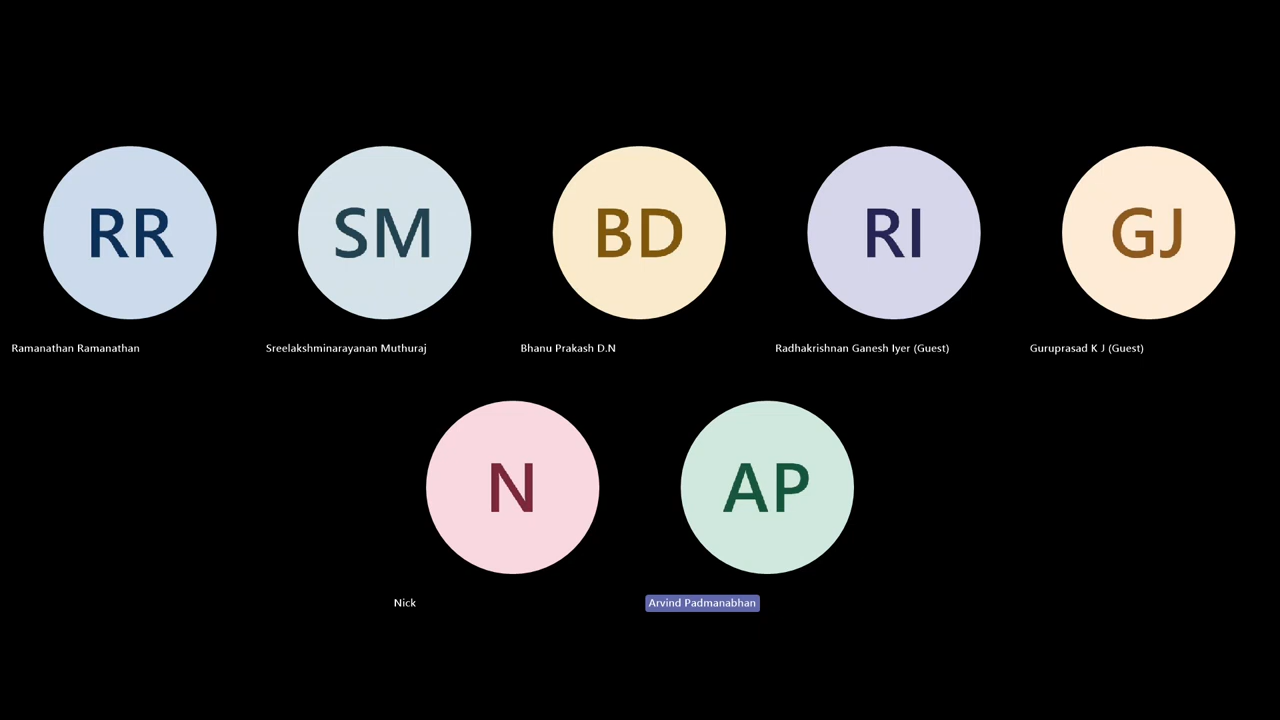 RR
SM
BD
RI
GJ
Ramanathan Ramanathan
Sreelakshminarayanan Muthuraj
Bhanu Prakash D.N
Radhakrishnan Ganesh Iyer (Guest)
Guruprasad K J (Guest)
N
AP
Nick
Arvind Padmanabhan